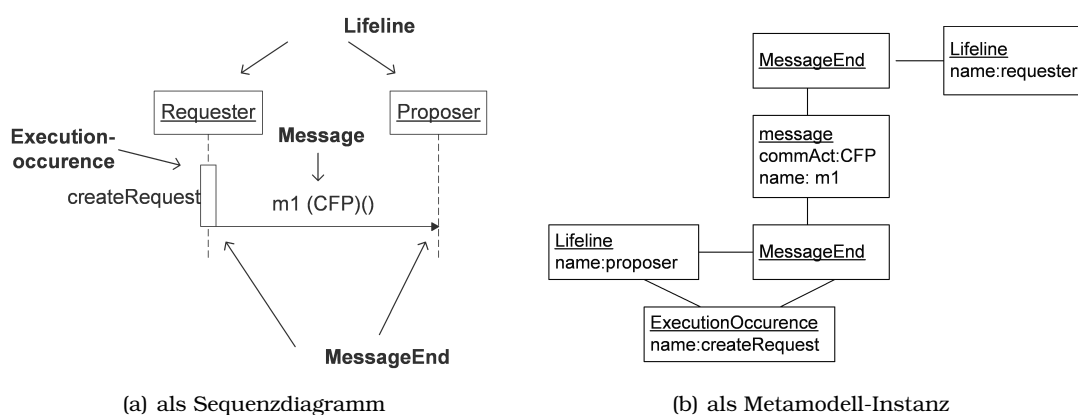 Lifeline
Requester
Proposer
Execution-
occurence
Message
createRequest
m1 (CFP)()
MessageEnd
(a) als Sequenzdiagramm
MessageEnd
Lifeline
name:requester
message
commAct:CFP
name: m1
Lifeline
name:proposer
MessageEnd
ExecutionOccurence
name:createRequest
(b) als Metamodell-Instanz